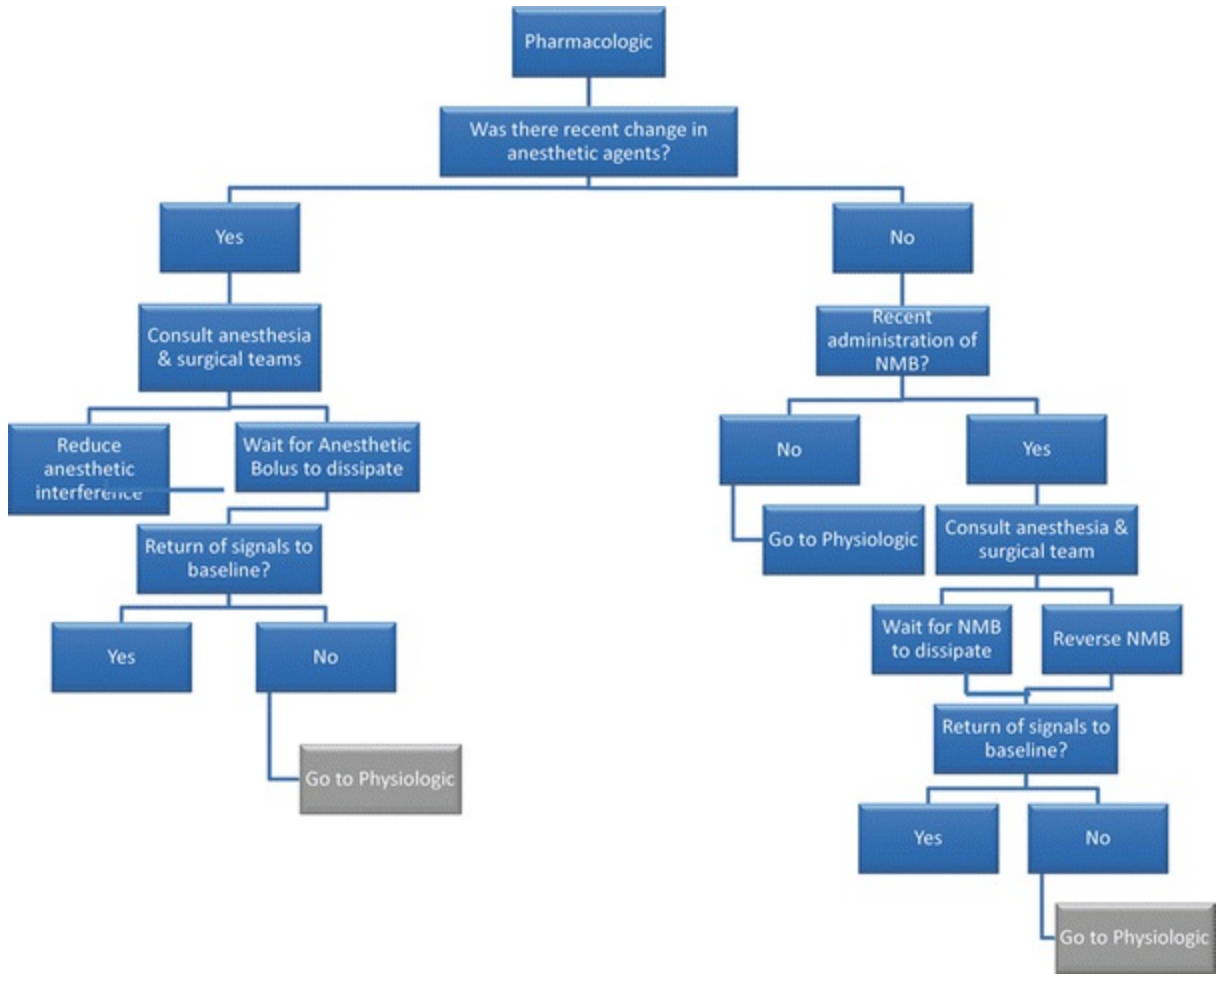 Pharmacologic
Was there recent change in
anesthetic agents?
Yes
No
Consult anesthesia
& surgical teams
Recent
administration of
NMB?
Reduce
anesthetic
interference
Wait for Anesthetic
Bolus to dissipate
No
Yes
Return of signals to
baseline?
Go to Physiologic
Consult anesthesia &
surgical team
Yes
No
Wait for NMB
to dissipate
Reverse NMB
Go to Physiologic
Return of signals to
baseline?
Yes
No
Go to Physiologic